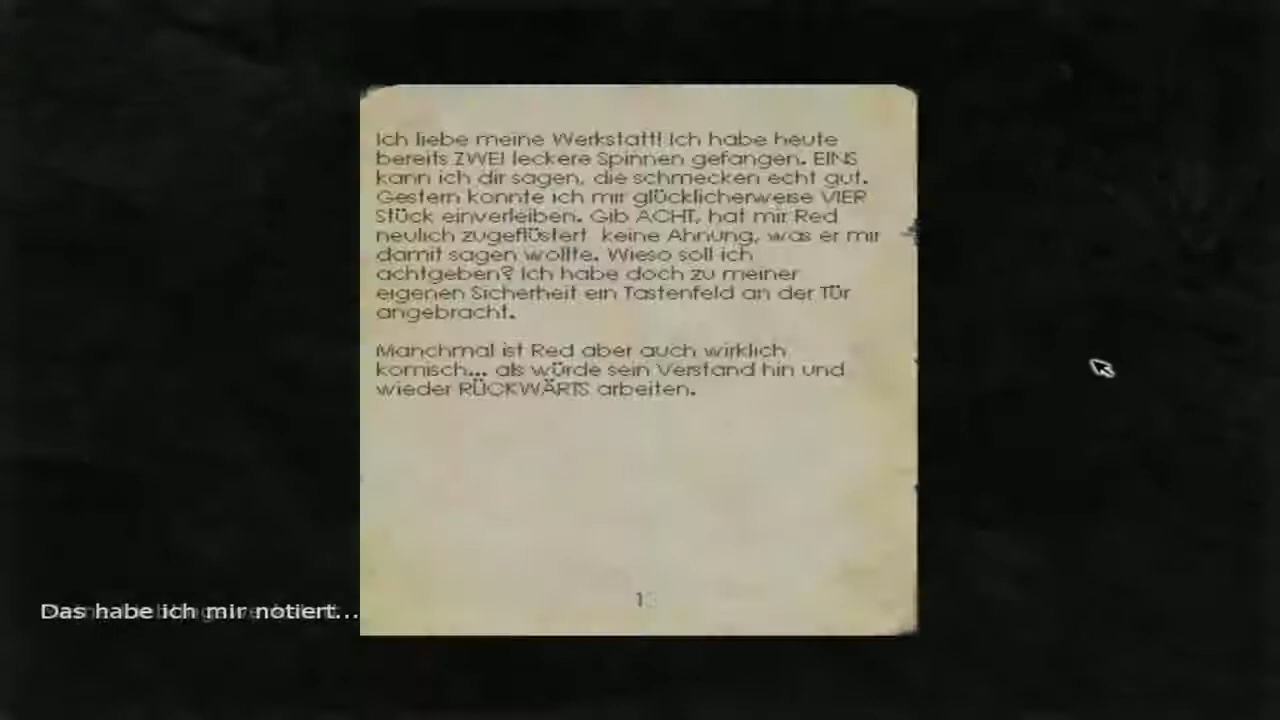 Ich liebe meine Werkstatt! Ich habe heute
bereits ZWEI leckere Spinnen gefangen. EINS
kann ich dir sagen, die schmecken echt gut.
Gestern konnte ich mir glücklicherweise VIER
Stück einverleiben. Gib ACHT, hat mir Red
neulich zugeflüstert keine Ahnung, was er mir
damit sagen wollte. Wieso soll ich
achtgeben? Ich habe doch zu meiner
eigenen Sicherheit ein Tastenfeld an der Tür
angebracht.
Manchmal ist Red aber auch wirklich
komisch... als würde sein Verstand hin und
wieder RÜCKWÄRTS arbeiten.
1
Das habe ich mir notiert...